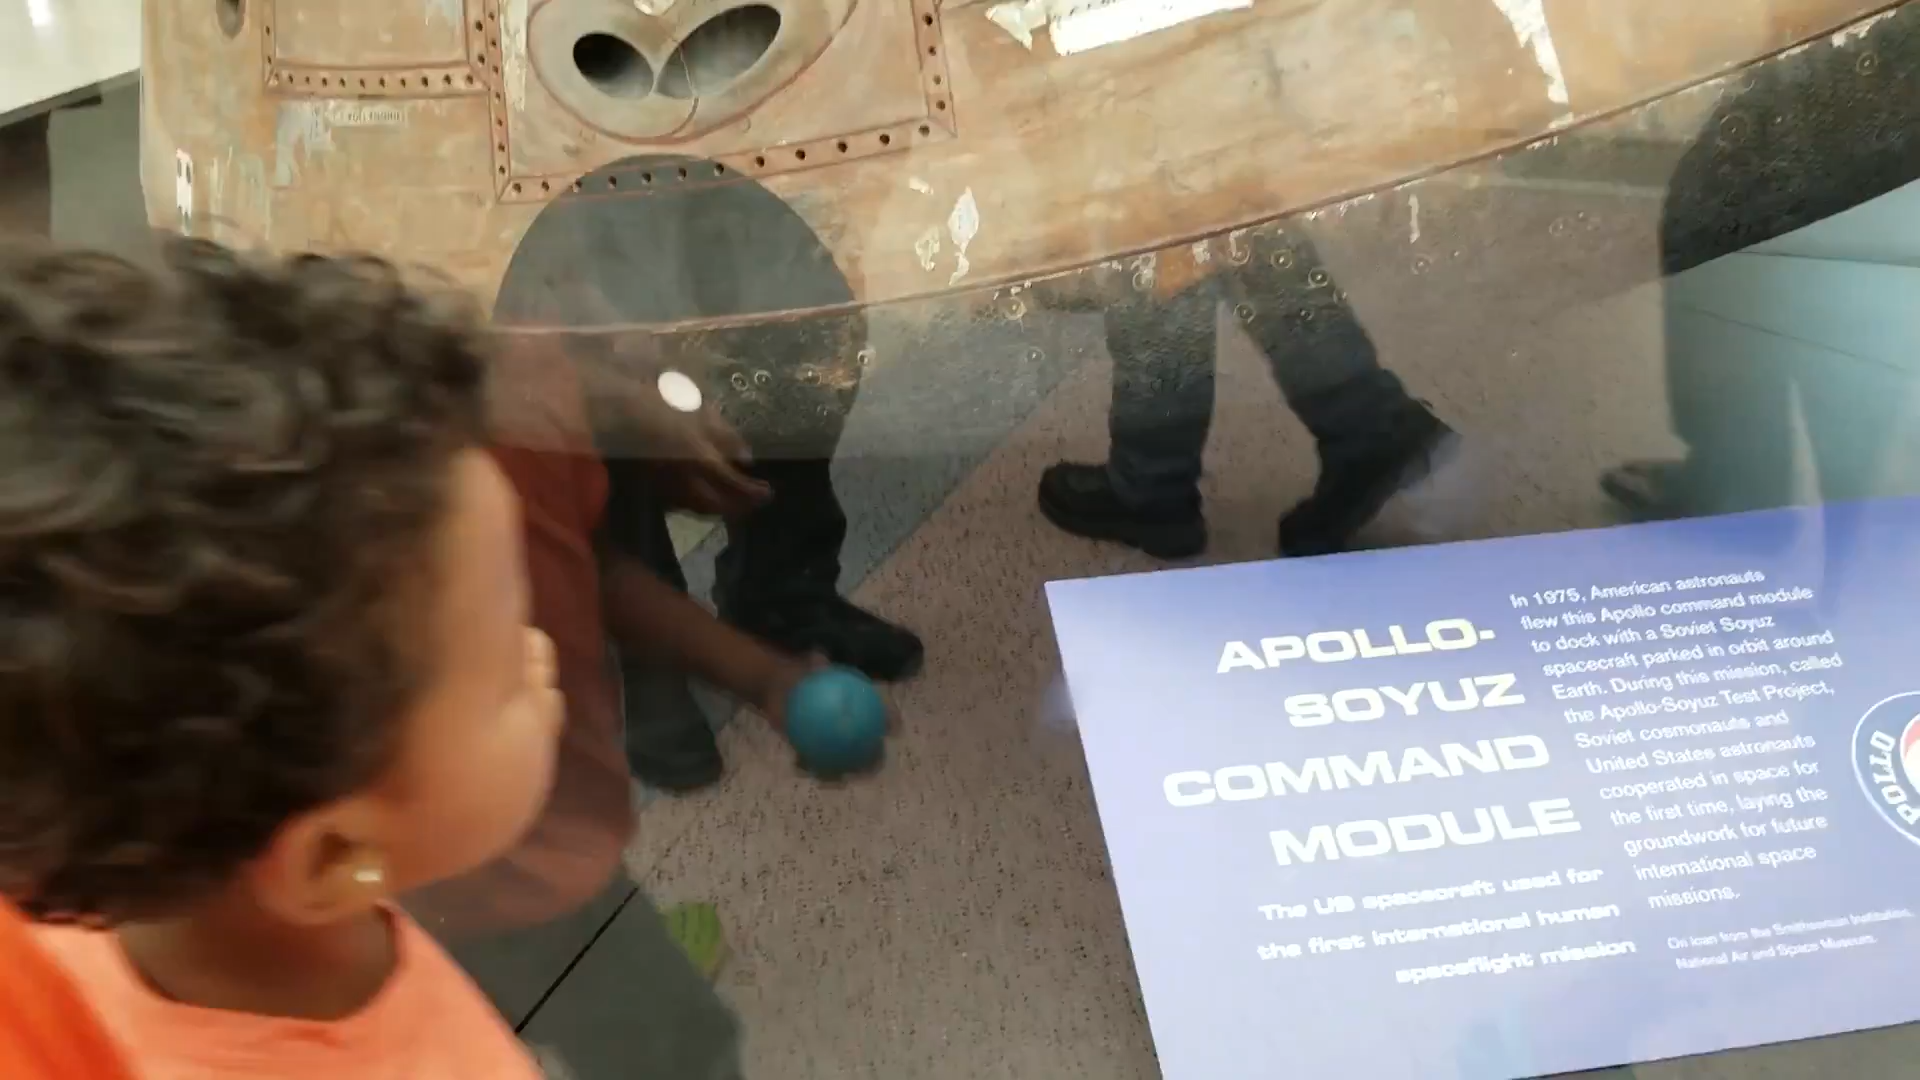 APOLLO-
SOYUZ
COMMAND
MODULE
The US spacecraft used for
the first international human
spaceflight mission
In 1975, American astronauts
flew this Apollo command module
to dock with a Soviet Soyuz
spacecraft parked in orbit around
Earth. During this mission, called
the Apollo-Soyuz Test Project,
Soviet cosmonauts and
United States astronauts
cooperated in space for
the first time, laying the
groundwork for future
international space
missions.
On loan from the Smithsonian Institution,
National Air and Space Museum.
POLLO